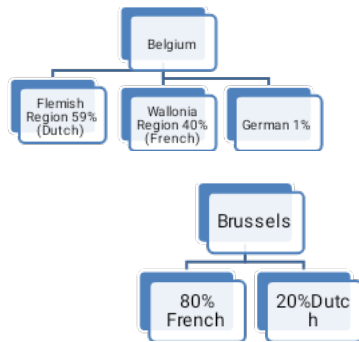 Belgium
Flemish
Region 59%
(Dutch)
Wallonia
Region 40%
(French)
German 1%
Brussels
80%
French
20%Dutc
h